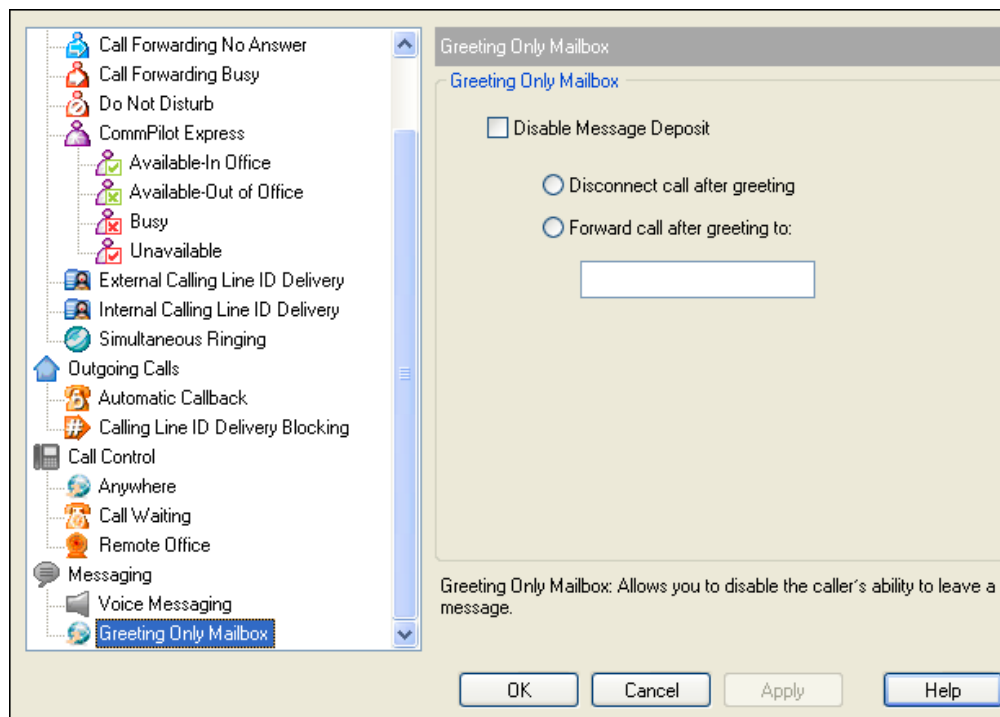 Call Forwarding No Answer
Call Forwarding Busy
Do Not Disturb
CommPilot Express
Available-In Office
Available-Out of Office
Busy
Unavailable
External Calling Line ID Delivery
Internal Calling Line ID Delivery
Simultaneous Ringing
Outgoing Calls
Automatic Callback
Calling Line ID Delivery Blocking
Call Control
Anywhere
Call Waiting
Remote Office
Messaging
Voice Messaging
Greeting Only Mailbox
Greeting Only Mailbox
Greeting Only Mailbox
Disable Message Deposit
Disconnect call after greeting
Forward call after greeting to:
Greeting Only Mailbox: Allows you to disable the caller's ability to leave a
message.
OK
Cancel
Apply
Help